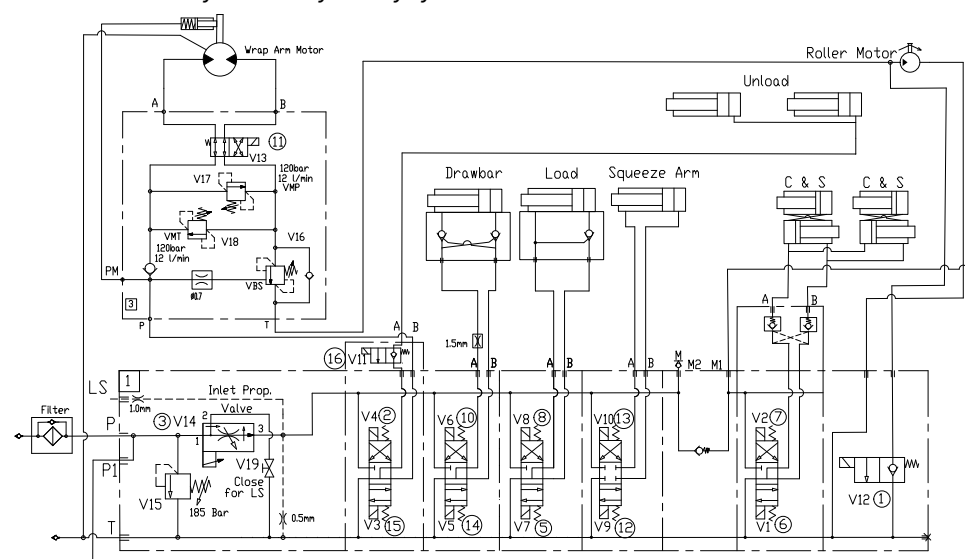 Wrap Arm Motor
Roller Motor
Unload
A
B
W
11
V13
120bar
12 l/min
VMP
V17
Drawbar
Load
Squeeze Arm
C & S
C & S
VMT
V18
V16
120bar
12 l/min
PM
VBS
3
P
T
A
B
1.5mm
A
B
16
V11
A B
A B
A B
M
M2
M1
LS
1
1.0mm
Inlet Prop.
Valve
Filter
P
3
V14
2
1
3
V4
2
V6
10
V8
8
V10
13
V2
7
P1
V19
Close
for LS
V15
185 Bar
0.5mm
V12
1
T
V3
15
V5
14
V7
5
V9
12
V1
6